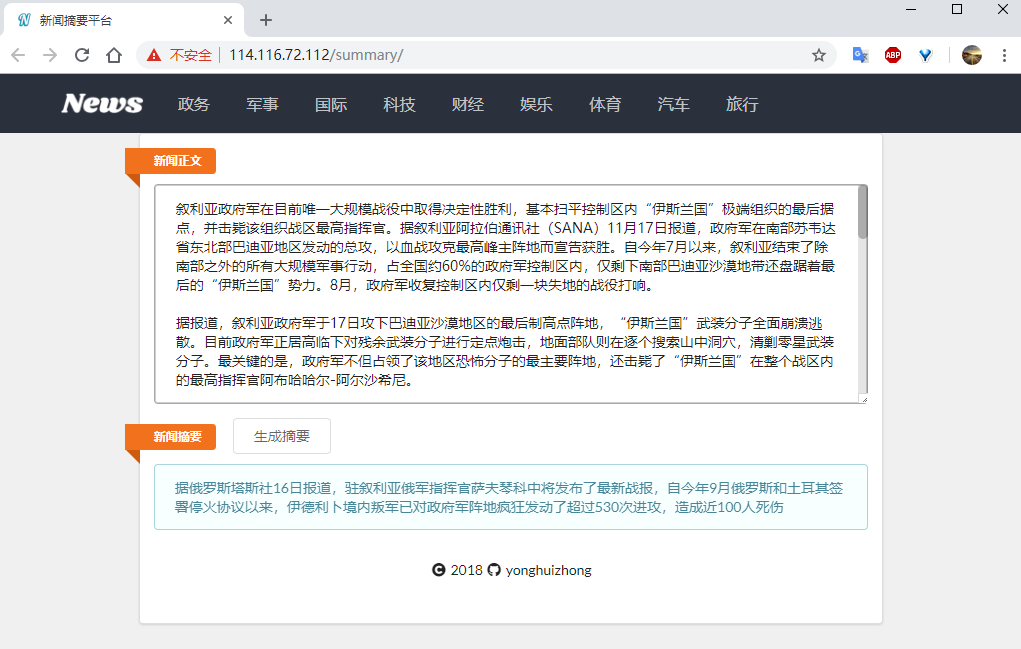 新闻摘要平台
不安全 114.116.72.112/summary/
ABP
News 政务 军事 国际 科技 财经 娱乐 体育 汽车 旅行
新闻正文
叙利亚政府军在目前唯一大规模战役中取得决定性胜利，基本扫平控制区内“伊斯兰国”极端组织的最后据
点，并击毙该组织战区最高指挥官。据叙利亚阿拉伯通讯社（SANA）11月17日报道，政府军在南部苏韦达
省东北部巴迪亚地区发动的总攻，以血战攻克最高峰主阵地而宣告获胜。自今年7月以来，叙利亚结束了除
南部之外的所有大规模军事行动，占全国约60%的政府军控制区内，仅剩下南部巴迪亚沙漠地带还盘踞着最
后的“伊斯兰国”势力。8月，政府军收复控制区内仅剩一块失地的战役打响。
据报道，叙利亚政府军于17日攻下巴迪亚沙漠地区的最后制高点阵地，“伊斯兰国”武装分子全面崩溃逃
散。目前政府军正居高临下对残余武装分子进行定点炮击，地面部队则在逐个搜索山中洞穴，清剿零星武装
分子。最关键的是，政府军不但占领了该地区恐怖分子的最主要阵地，还击毙了“伊斯兰国”在整个战区内
的最高指挥官阿布哈哈尔-阿尔沙希尼。
新闻摘要 生成摘要
据俄罗斯塔斯社16日报道，驻叙利亚俄军指挥官萨夫琴科中将发布了最新战报，自今年9月俄罗斯和土耳其签
署停火协议以来，伊德利卜境内叛军已对政府军阵地疯狂发动了超过530次进攻，造成近100人死伤
© 2018 yonghuizhong